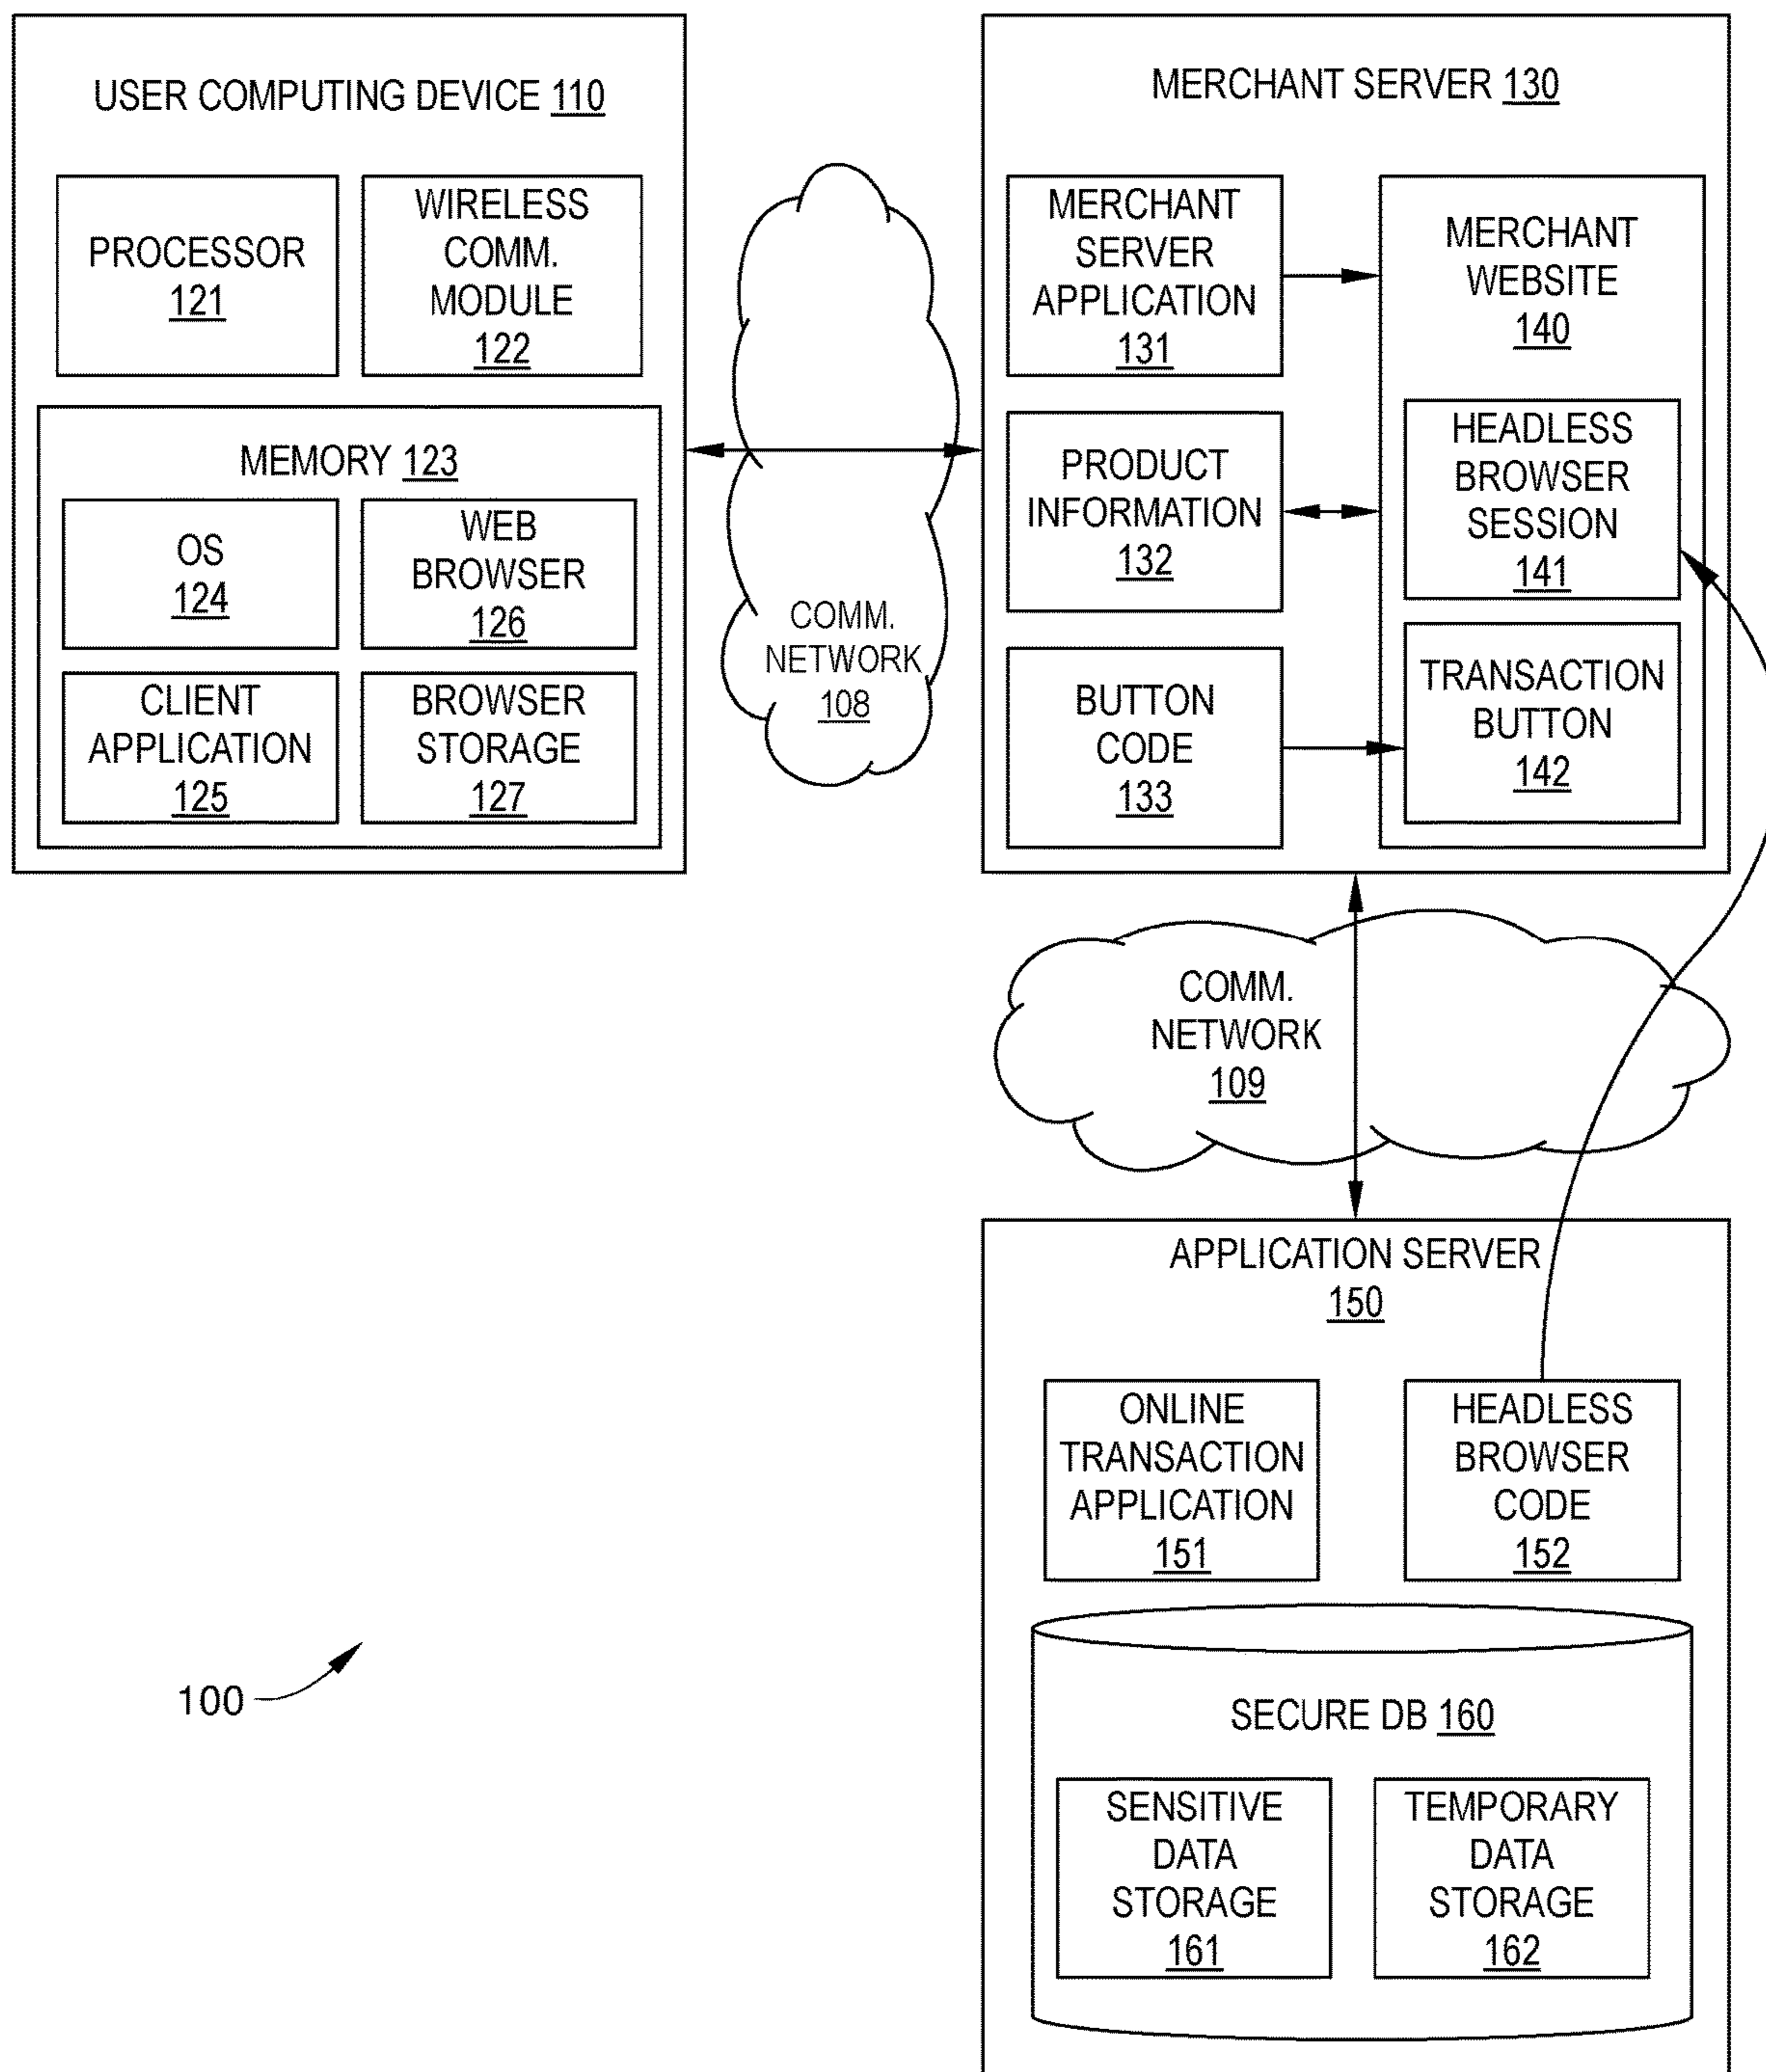 USER COMPUTING DEVICE 110
PROCESSOR
121
WIRELESS
COMM.
MODULE
122
MEMORY 123
OS
124
WEB
BROWSER
126
CLIENT
APPLICATION
125
BROWSER
STORAGE
127
COMM.
NETWORK
108
MERCHANT SERVER 130
MERCHANT
SERVER
APPLICATION
131
PRODUCT
INFORMATION
132
BUTTON
CODE
133
MERCHANT
WEBSITE
140
HEADLESS
BROWSER
SESSION
141
TRANSACTION
BUTTON
142
COMM.
NETWORK
109
APPLICATION SERVER
150
ONLINE
TRANSACTION
APPLICATION
151
HEADLESS
BROWSER
CODE
152
SECURE DB 160
SENSITIVE
DATA
STORAGE
161
TEMPORARY
DATA
STORAGE
162
100